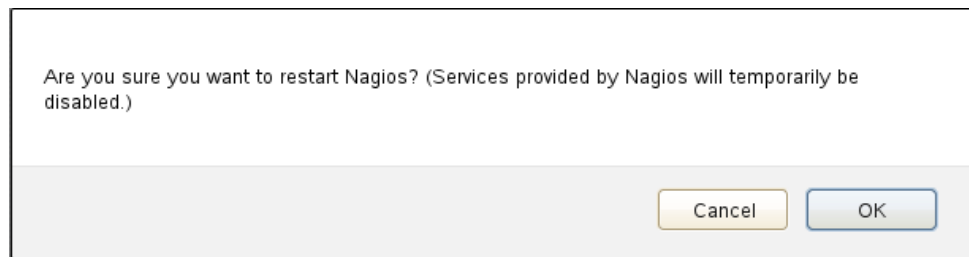 Are you sure you want to restart Nagios? (Services provided by Nagios will temporarily be
disabled.)
Cancel
OK